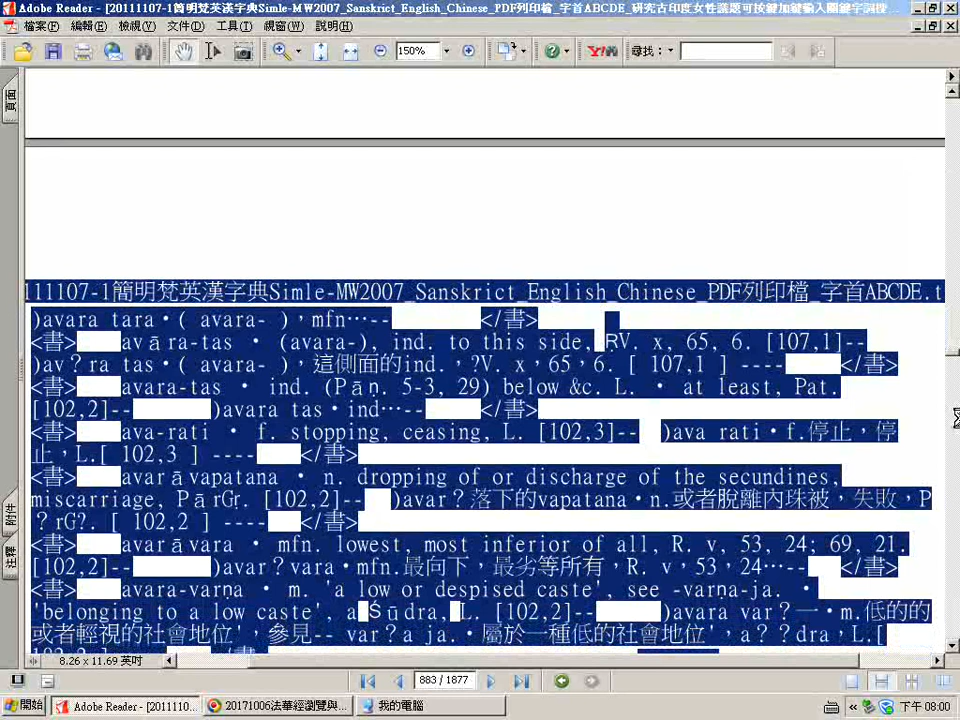 Adobe Reader - [20111107-1簡明梵英漢字典Simle-MW2007_Sanskrict_English_Chinese_PDF列印檔_字首ABCDE_研究古印度女性議題可按鍵加鍵輸入關鍵字詞搜
檔案(F) 編輯(E) 檢視(V) 文件(D) 工具(T) 視窗(W) 說明(H)
150% 尋找:
頁面
111107-1簡明梵英漢字典Simle-MW2007_Sanskrict_English_Chinese_PDF列印檔_字首ABCDE.t
)avara tara‧( avara- )，mfn…-- </書>
<書> avāra-tas ‧ (avara-), ind. to this side, ṚV. x, 65, 6. [107,1]--
)av？ra tas‧( avara- )，這側面的ind.，?V. x，65，6. [ 107,1 ] ---- </書>
<書> avara-tas ‧ ind. (Pāṇ. 5-3, 29) below &c. L. ‧ at least, Pat.
[102,2]-- )avara tas‧ind…-- </書>
<書> ava-rati ‧ f. stopping, ceasing, L. [102,3]-- )ava rati‧f.停止，停
止，L.[ 102,3 ] ---- </書>
<書> avarāvapatana ‧ n. dropping of or discharge of the secundines,
miscarriage, PārGṛ. [102,2]-- )avar？落下的vapatana‧n.或者脫離內珠被，失敗，P
？rG?. [ 102,2 ] ---- </書>
<書> avarāvara ‧ mfn. lowest, most inferior of all, R. v, 53, 24; 69, 21.
[102,2]-- )avar？vara‧mfn.最向下，最劣等所有，R. v，53，24…-- </書>
<書> avara-varṇa ‧ m. 'a low or despised caste', see -varṇa-ja. ‧
'belonging to a low caste', a Śūdra, L. [102,2]-- )avara var？一‧m.低的的
或者輕視的社會地位'，參見-- var？a ja.‧屬於一種低的社會地位'，a？？dra，L.[
附件
注釋
8.26 x 11.69 英吋
883 / 1877
開始 Adobe Reader - [2011110... 20171006法華經瀏覽與... 我的電腦 下午 08:00